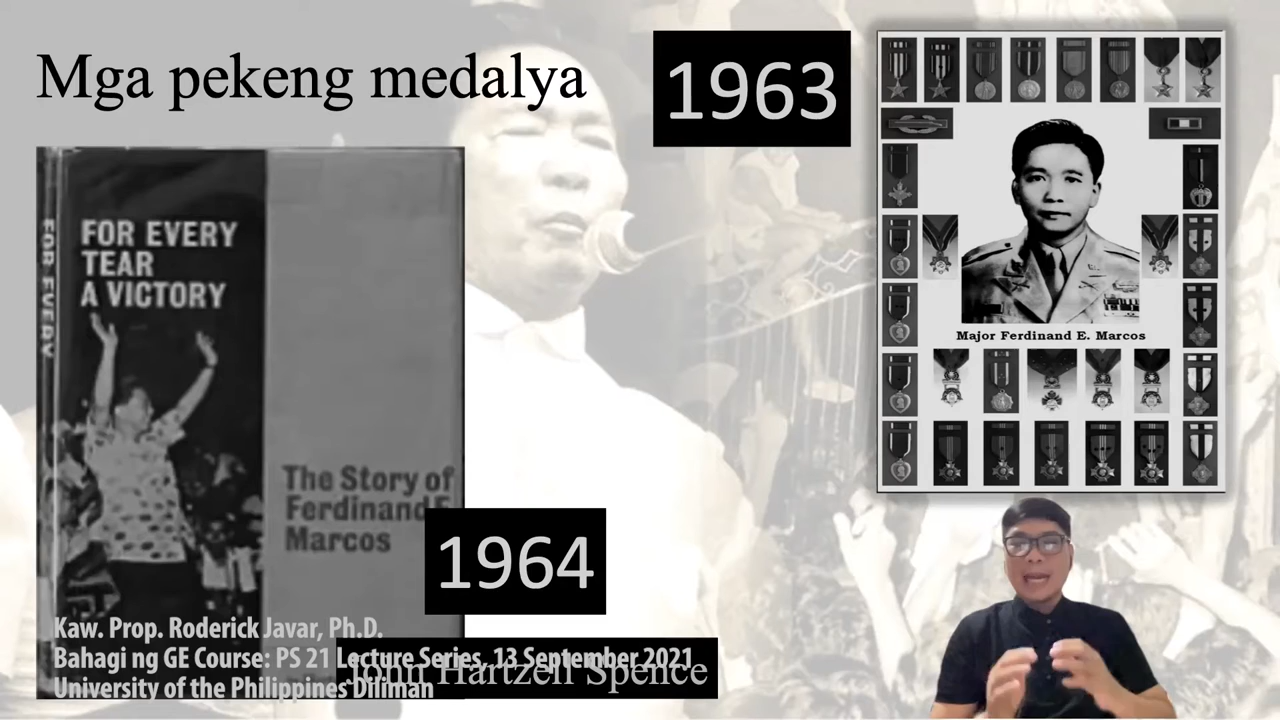 Mga pekeng medalya
1963
FOR EVERY
FOR EVERY
TEAR
A VICTORY
The Story of
Ferdinand E.
Marcos
1964
Major Ferdinand E. Marcos
Kaw. Prop. Roderick Javar, Ph.D.
Bahagi ng GE Course: PS 21 Lecture Series, 13 September 2021
John Hartzell Spence
University of the Philippines Diliman